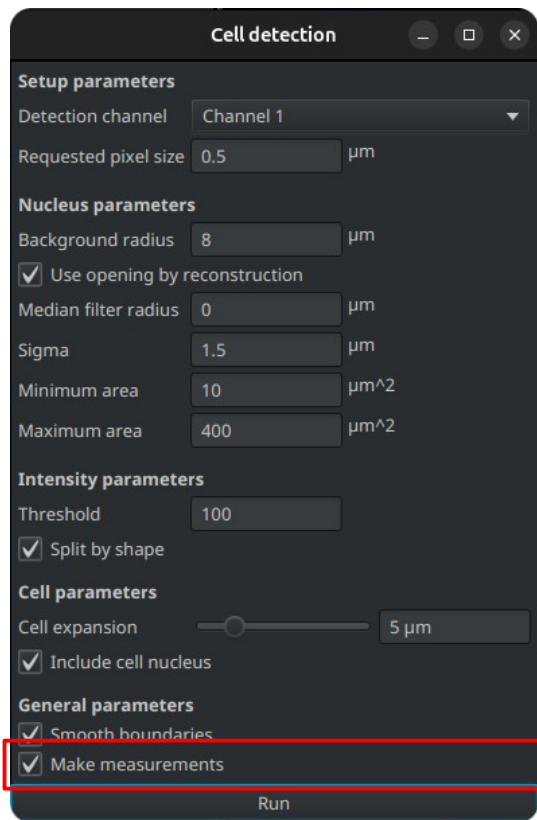 Cell detection
Setup parameters
Detection channel Channel 1
Requested pixel size 0.5 µm
Nucleus parameters
Background radius 8 µm
Use opening by reconstruction
Median filter radius 0 µm
Sigma 1.5 µm
Minimum area 10 µm^2
Maximum area 400 µm^2
Intensity parameters
Threshold 100
Split by shape
Cell parameters
Cell expansion 5 µm
Include cell nucleus
General parameters
Smooth boundaries
Make measurements
Run